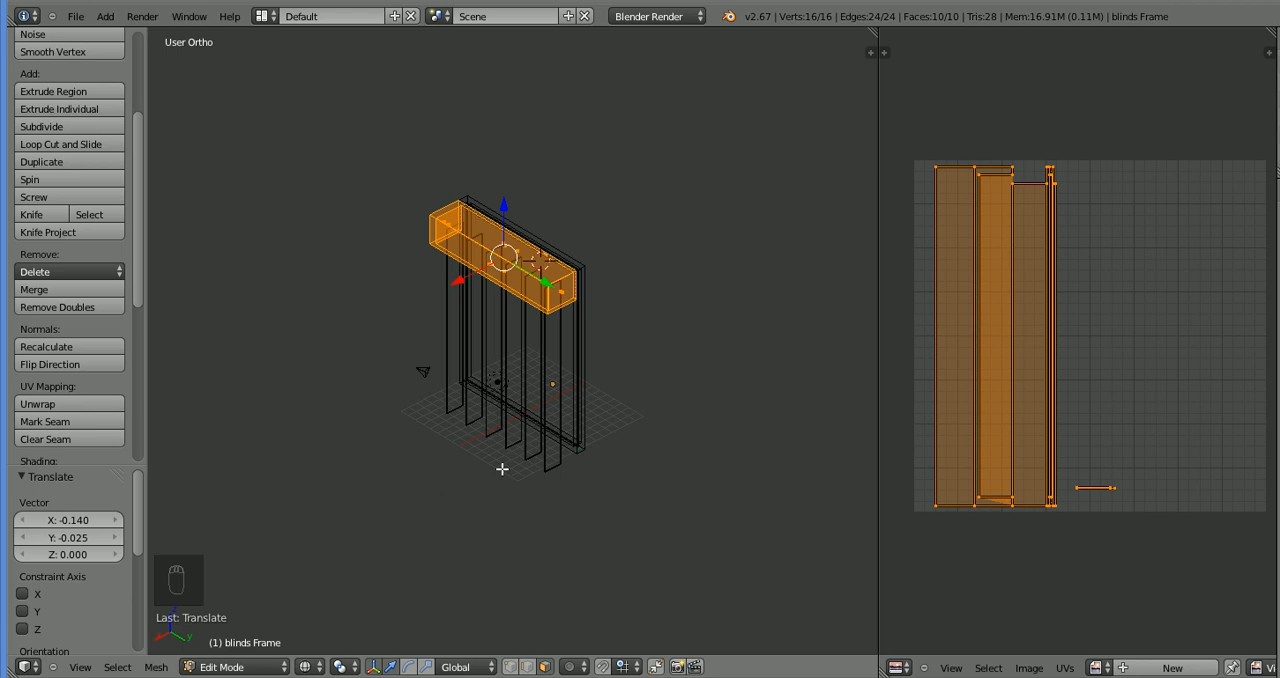 File Add Render Window Help Default Scene Blender Render v2.67 | Verts:16/16 | Edges:24/24 | Faces:10/10 | Tris:28 | Mem:16.91M (0.11M) | blinds Frame
Noise
Smooth Vertex
Add:
Extrude Region
Extrude Individual
Subdivide
Loop Cut and Slide
Duplicate
Spin
Screw
Knife Select
Knife Project
Remove:
Delete
Merge
Remove Doubles
Normals:
Recalculate
Flip Direction
UV Mapping:
Unwrap
Mark Seam
Clear Seam
Shading:
Translate
Vector
X: -0.140
Y: -0.025
Z: 0.000
Constraint Axis
X
Y
Z
Orientation
User Ortho
Last: Translate
y
(1) blinds Frame
View Select Mesh Edit Mode Global
View Select Image UVs New Vi